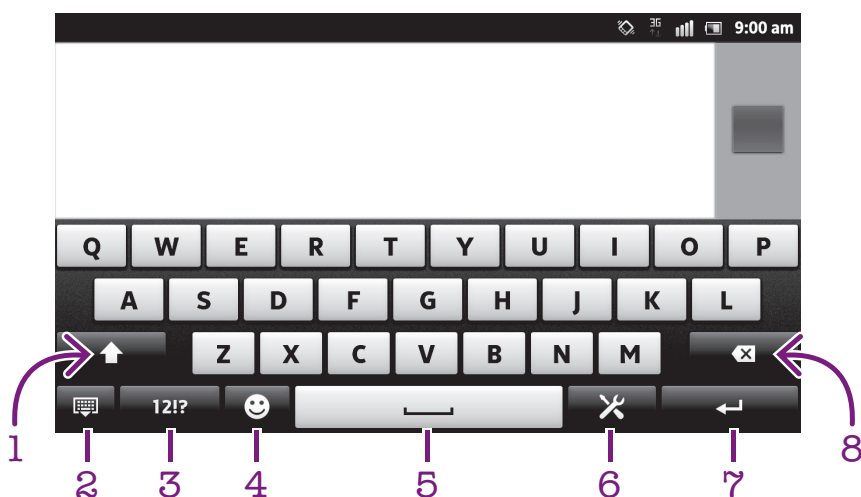 3G 9:00 am
Q W E R T Y U I O P
A S D F G H J K L
1 Z X C V B N M 8
12!?
2 3 4 5 6 7